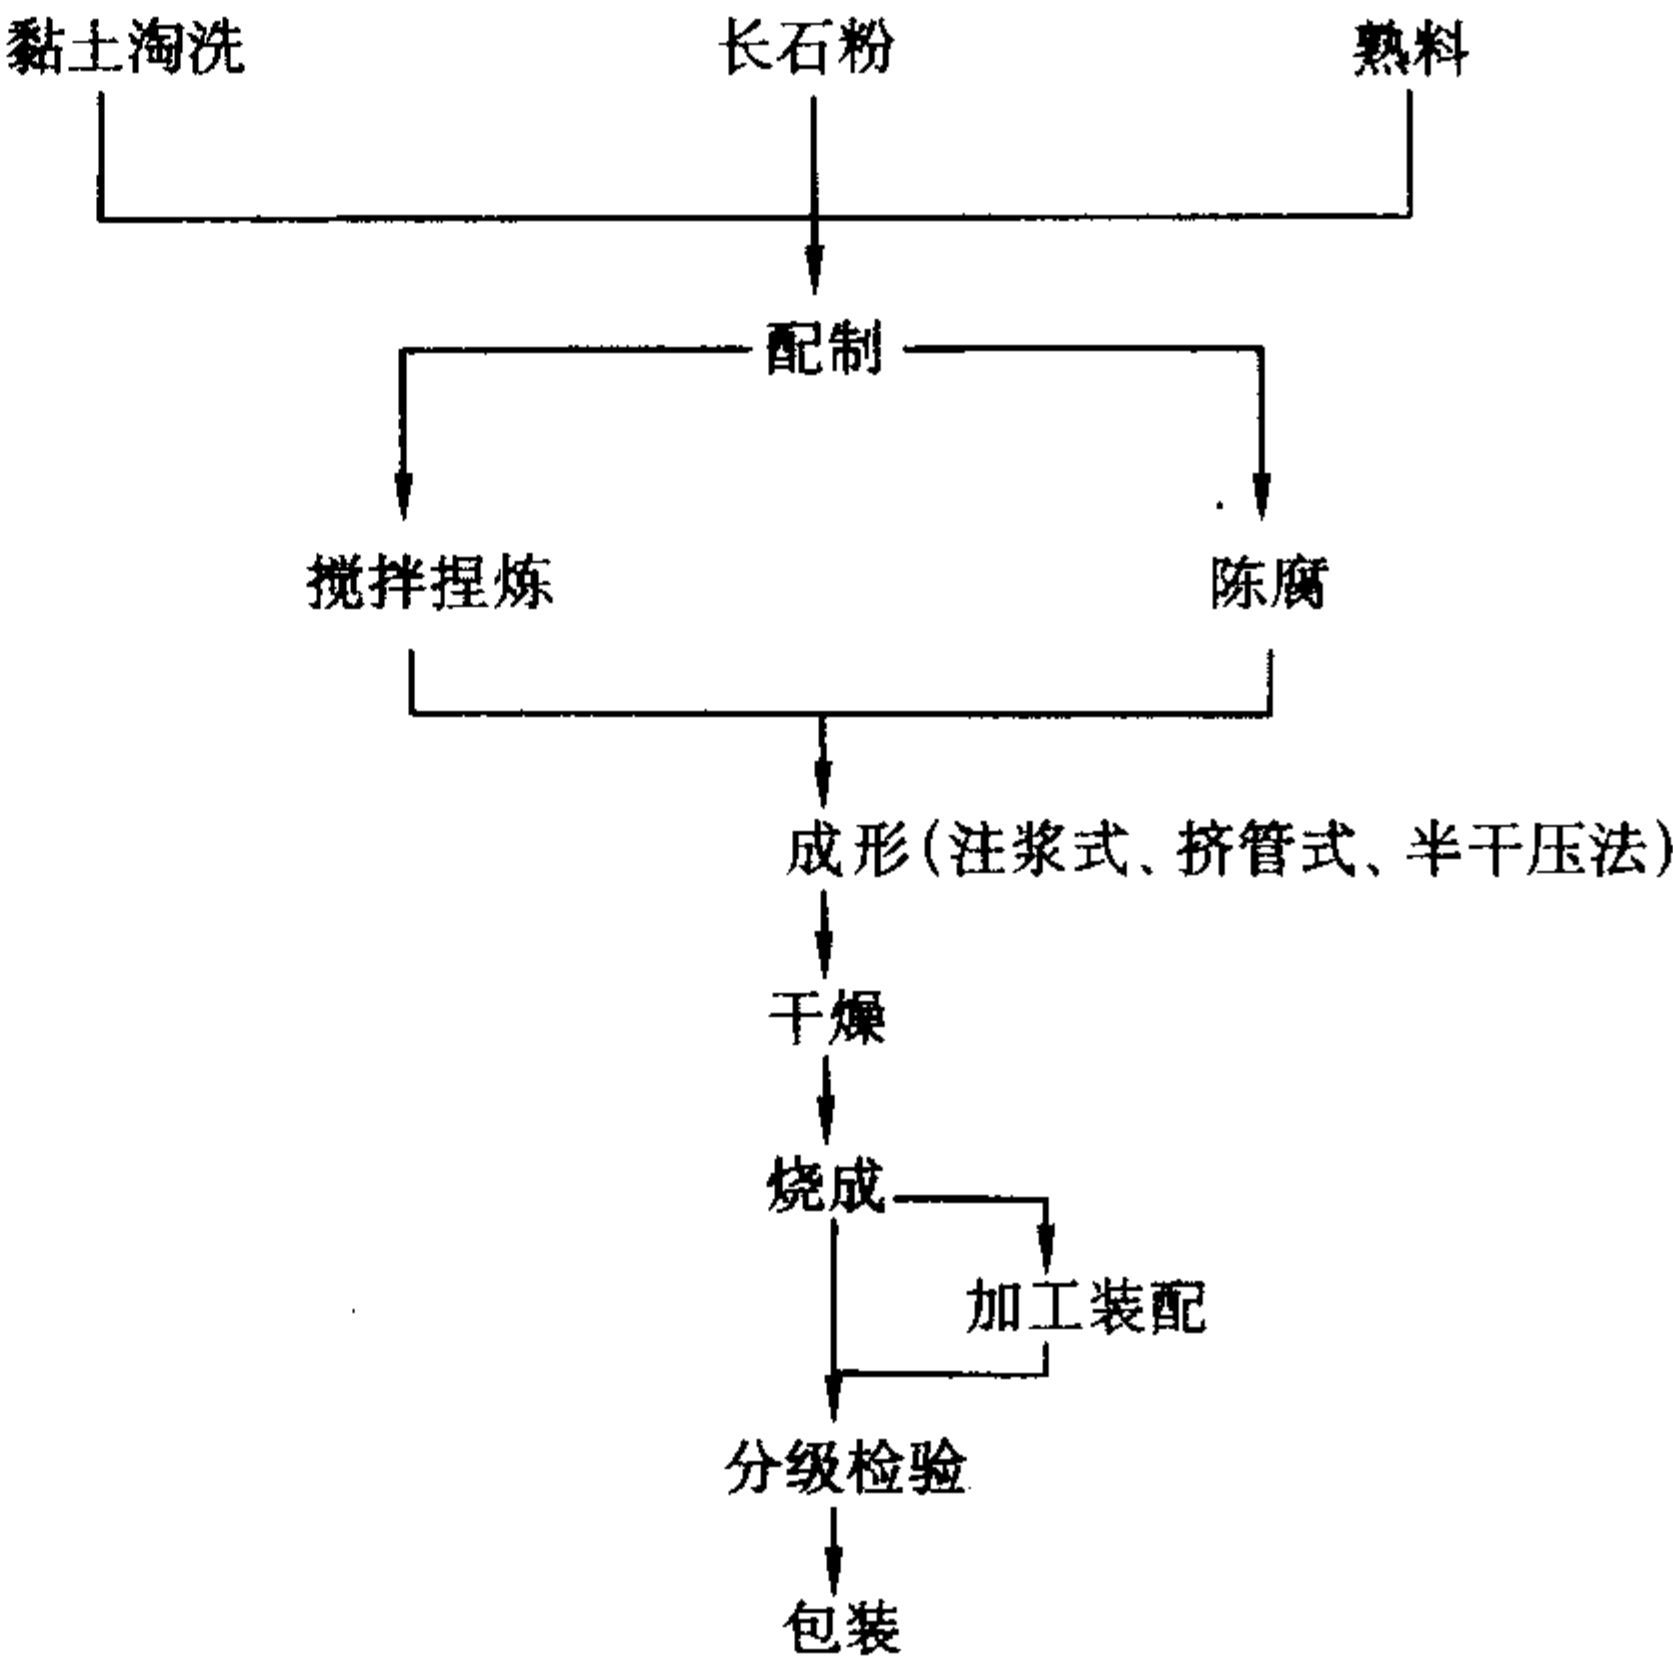 黏土淘洗 长石粉 熟料
配制
搅拌捏炼 陈腐
成形(注浆式、挤管式、半干压法)
干燥
烧成
加工装配
分级检验
包装